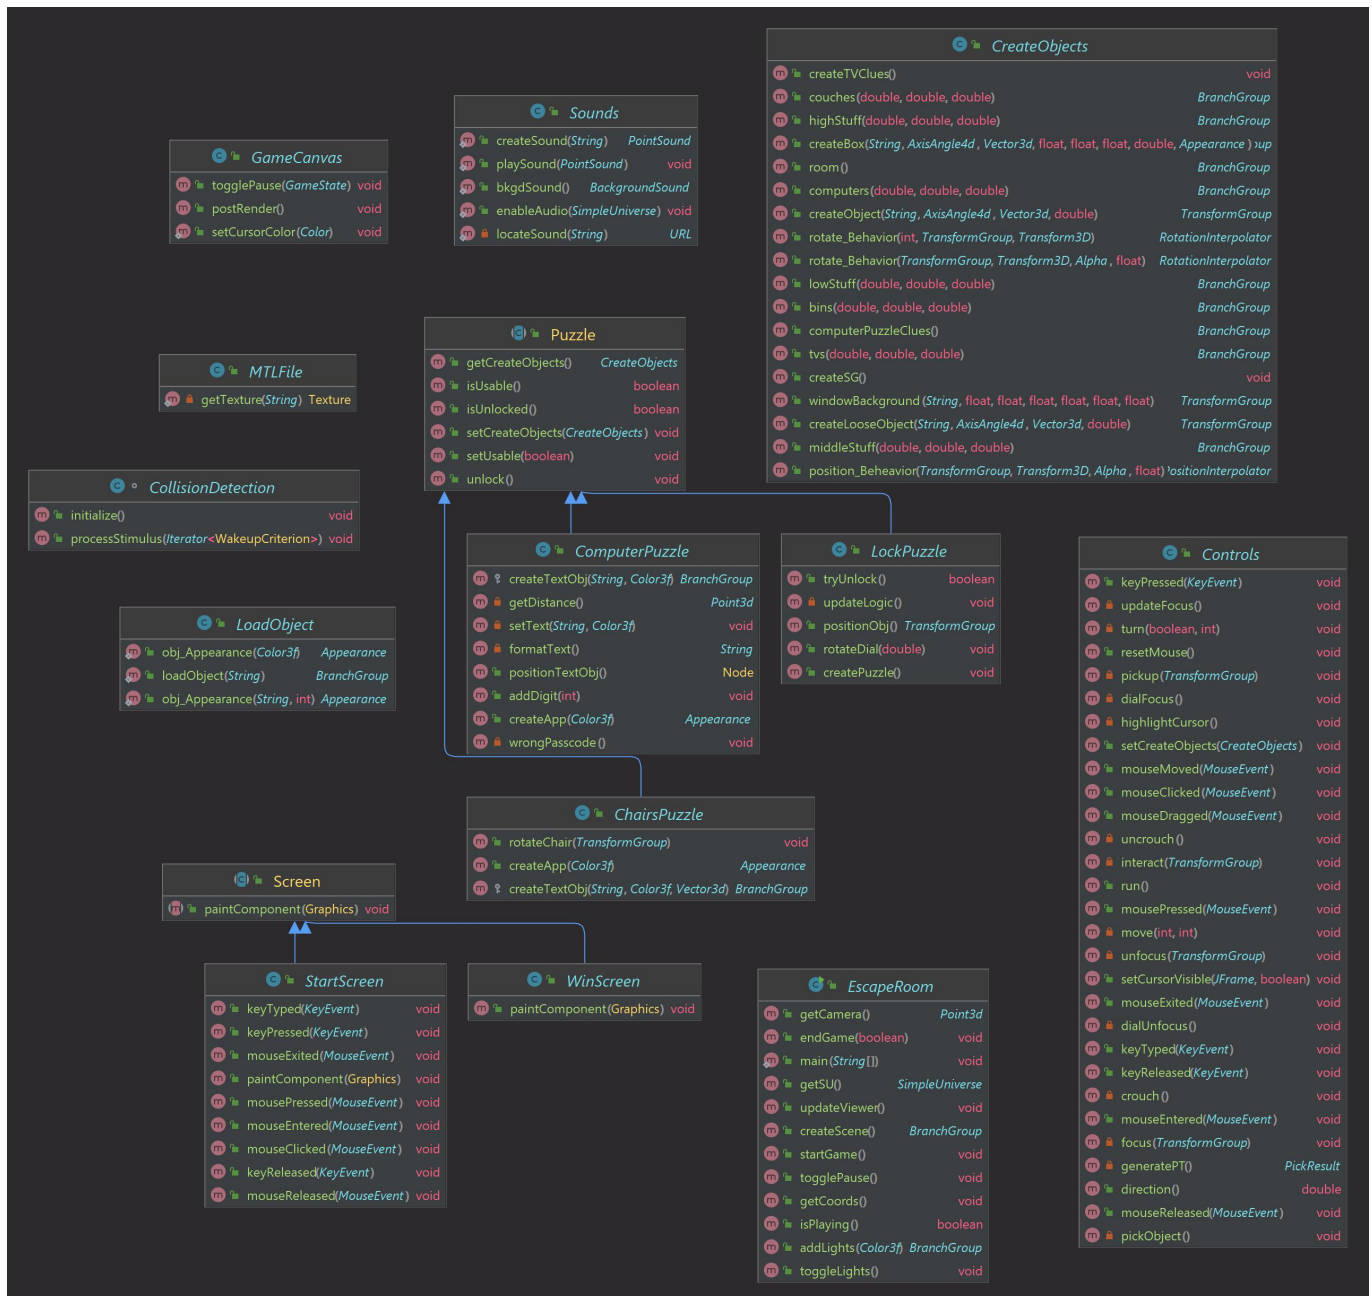 CreateObjects
createTVClues() void
couches(double, double, double) BranchGroup
highStuff(double, double, double) BranchGroup
createBox(String, AxisAngle4d, Vector3d, float, float, float, double, Appearance) ›up
room() BranchGroup
computers(double, double, double) BranchGroup
createObject(String, AxisAngle4d, Vector3d, double) TransformGroup
rotate_Behavior(int, TransformGroup, Transform3D) RotationInterpolator
rotate_Behavior(TransformGroup, Transform3D, Alpha, float) RotationInterpolator
lowStuff(double, double, double) BranchGroup
bins(double, double, double) BranchGroup
computerPuzzleClues() BranchGroup
tvs(double, double, double) BranchGroup
createSG() void
windowBackground(String, float, float, float, float, float, float) TransformGroup
createLooseObject(String, AxisAngle4d, Vector3d, double) TransformGroup
middleStuff(double, double, double) BranchGroup
position_Beheavior(TransformGroup, Transform3D, Alpha, float) ositionInterpolator
Sounds
createSound(String) PointSound
playSound(PointSound) void
bkgdSound() BackgroundSound
enableAudio(SimpleUniverse) void
locateSound(String) URL
GameCanvas
togglePause(GameState) void
postRender() void
setCursorColor(Color) void
Puzzle
getCreateObjects() CreateObjects
isUsable() boolean
isUnlocked() boolean
setCreateObjects(CreateObjects) void
setUsable(boolean) void
unlock() void
MTLFile
getTexture(String) Texture
CollisionDetection
initialize() void
processStimulus(Iterator<WakeupCriterion>) void
ComputerPuzzle
createTextObj(String, Color3f) BranchGroup
getDistance() Point3d
setText(String, Color3f) void
formatText() String
positionTextObj() Node
addDigit(int) void
createApp(Color3f) Appearance
wrongPasscode() void
LockPuzzle
tryUnlock() boolean
updateLogic() void
positionObj() TransformGroup
rotateDial(double) void
createPuzzle() void
Controls
keyPressed(KeyEvent) void
updateFocus() void
turn(boolean, int) void
resetMouse() void
pickup(TransformGroup) void
dialFocus() void
highlightCursor() void
setCreateObjects(CreateObjects) void
mouseMoved(MouseEvent) void
mouseClicked(MouseEvent) void
mouseDragged(MouseEvent) void
uncrouch() void
interact(TransformGroup) void
run() void
mousePressed(MouseEvent) void
move(int, int) void
unfocus(TransformGroup) void
setCursorVisible(JFrame, boolean) void
mouseExited(MouseEvent) void
dialUnfocus() void
keyTyped(KeyEvent) void
keyReleased(KeyEvent) void
crouch() void
mouseEntered(MouseEvent) void
focus(TransformGroup) void
generatePT() PickResult
direction() double
mouseReleased(MouseEvent) void
pickObject() void
LoadObject
obj_Appearance(Color3f) Appearance
loadObject(String) BranchGroup
obj_Appearance(String, int) Appearance
ChairsPuzzle
rotateChair(TransformGroup) void
createApp(Color3f) Appearance
createTextObj(String, Color3f, Vector3d) BranchGroup
Screen
paintComponent(Graphics) void
StartScreen
keyTyped(KeyEvent) void
keyPressed(KeyEvent) void
mouseExited(MouseEvent) void
paintComponent(Graphics) void
mousePressed(MouseEvent) void
mouseEntered(MouseEvent) void
mouseClicked(MouseEvent) void
keyReleased(KeyEvent) void
mouseReleased(MouseEvent) void
WinScreen
paintComponent(Graphics) void
EscapeRoom
getCamera() Point3d
endGame(boolean) void
main(String[]) void
getSU() SimpleUniverse
updateViewer() void
createScene() BranchGroup
startGame() void
togglePause() void
getCoords() void
isPlaying() boolean
addLights(Color3f) BranchGroup
toggleLights() void